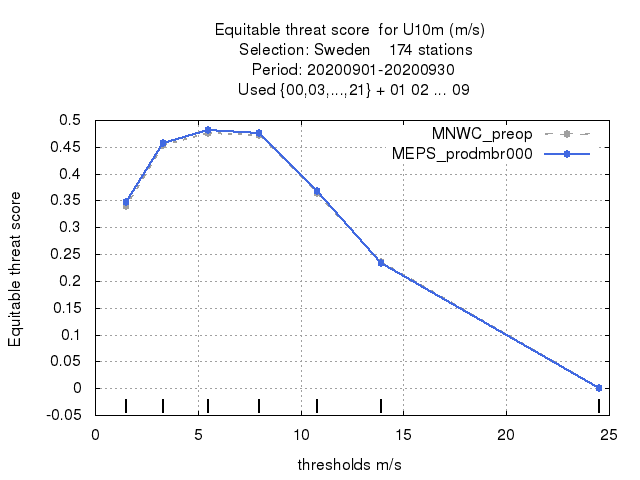 Equitable threat score  for U10m (m/s)
Selection: Sweden    174 stations
Period: 20200901-20200930
Used {00,03,...,21} + 01 02 ... 09
MNWC_preop
MEPS_prodmbr000
Equitable threat score
0.5
0.45
0.4
0.35
0.3
0.25
0.2
0.15
0.1
0.05
0
-0.05
0 5 10 15 20 25
thresholds m/s